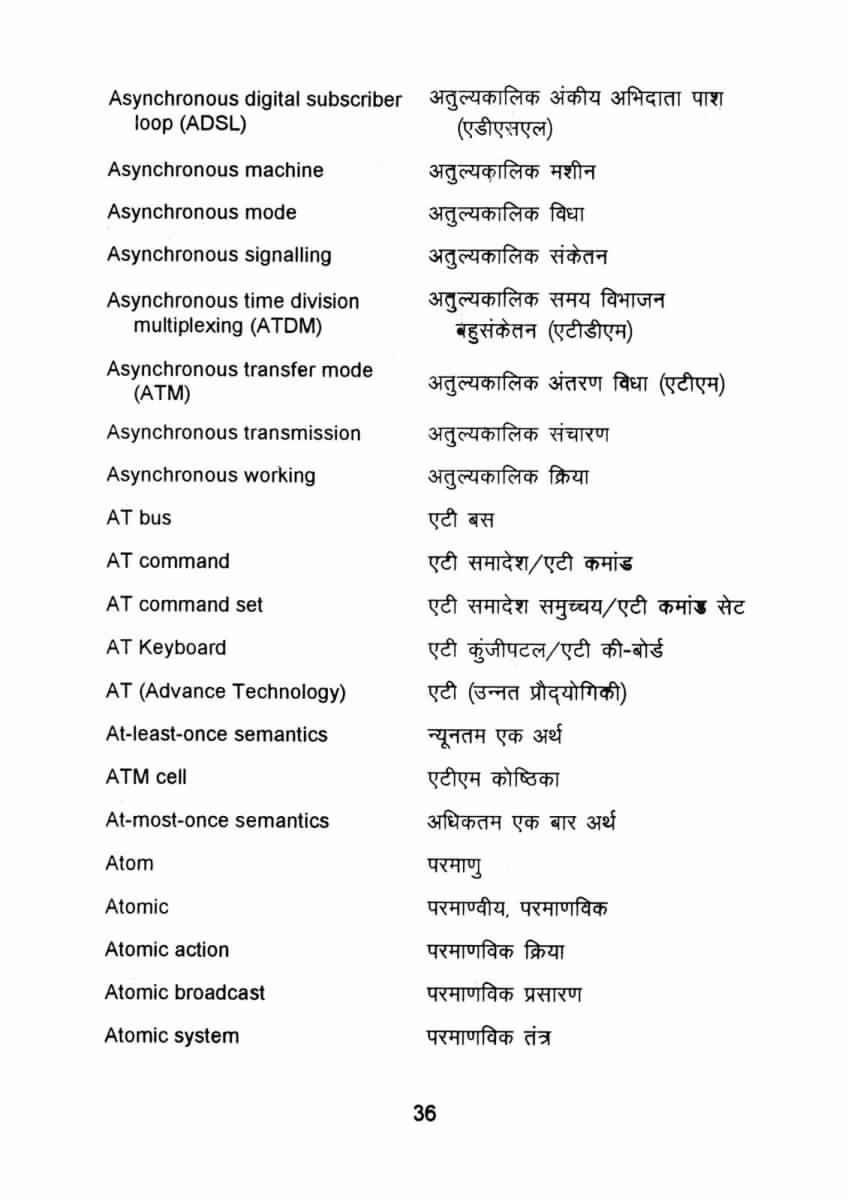 Asynchronous digital subscriber अतुल्यकालिक अंकीय अभिदाता पाश
loop (ADSL) (एडीएसएल)
Asynchronous machine अतुल्यकालिक मशीन
Asynchronous mode अतुल्यकालिक विधा
Asynchronous signalling अतुल्यकालिक संकेतन
Asynchronous time division अतुल्यकालिक समय विभाजन
multiplexing (ATDM) बहुसंकेतन (एटीडीएम)
Asynchronous transfer mode अतुल्यकालिक अंतरण विधा (एटीएम)
(ATM)
Asynchronous transmission अतुल्यकालिक संचारण
Asynchronous working अतुल्यकालिक क्रिया
AT bus एटी बस
AT command एटी समादेश/एटी कमांड
AT command set एटी समादेश समुच्चय/एटी कमांड सेट
AT Keyboard एटी कुंजीपटल/एटी की-बोर्ड
AT (Advance Technology) एटी (उन्नत प्रौद्योगिकी)
At-least-once semantics न्यूनतम एक अर्थ
ATM cell एटीएम कोष्ठिका
At-most-once semantics अधिकतम एक बार अर्थ
Atom परमाणु
Atomic परमाण्वीय, परमाणविक
Atomic action परमाणविक क्रिया
Atomic broadcast परमाणविक प्रसारण
Atomic system परमाणविक तंत्र
36